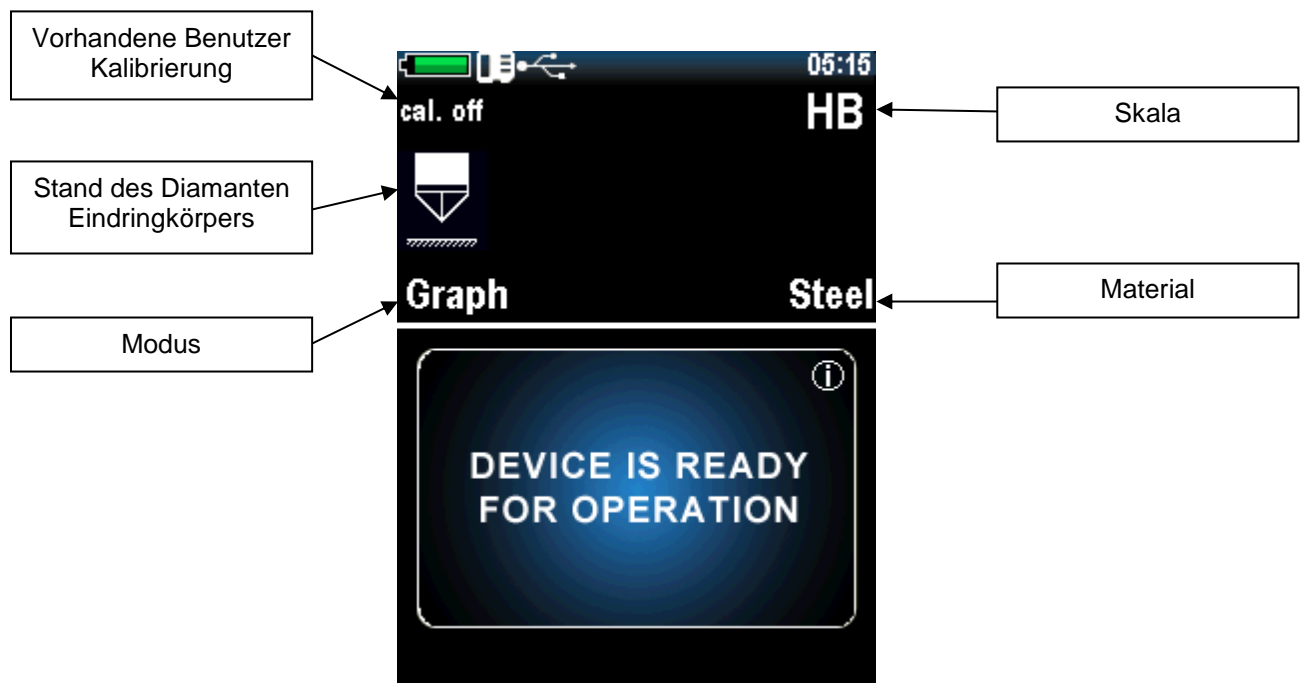 Vorhandene Benutzer
Kalibrierung
05:15
cal. off
HB
Skala
Stand des Diamanten
Eindringkörpers
Graph
Steel
Material
Modus
DEVICE IS READY
FOR OPERATION